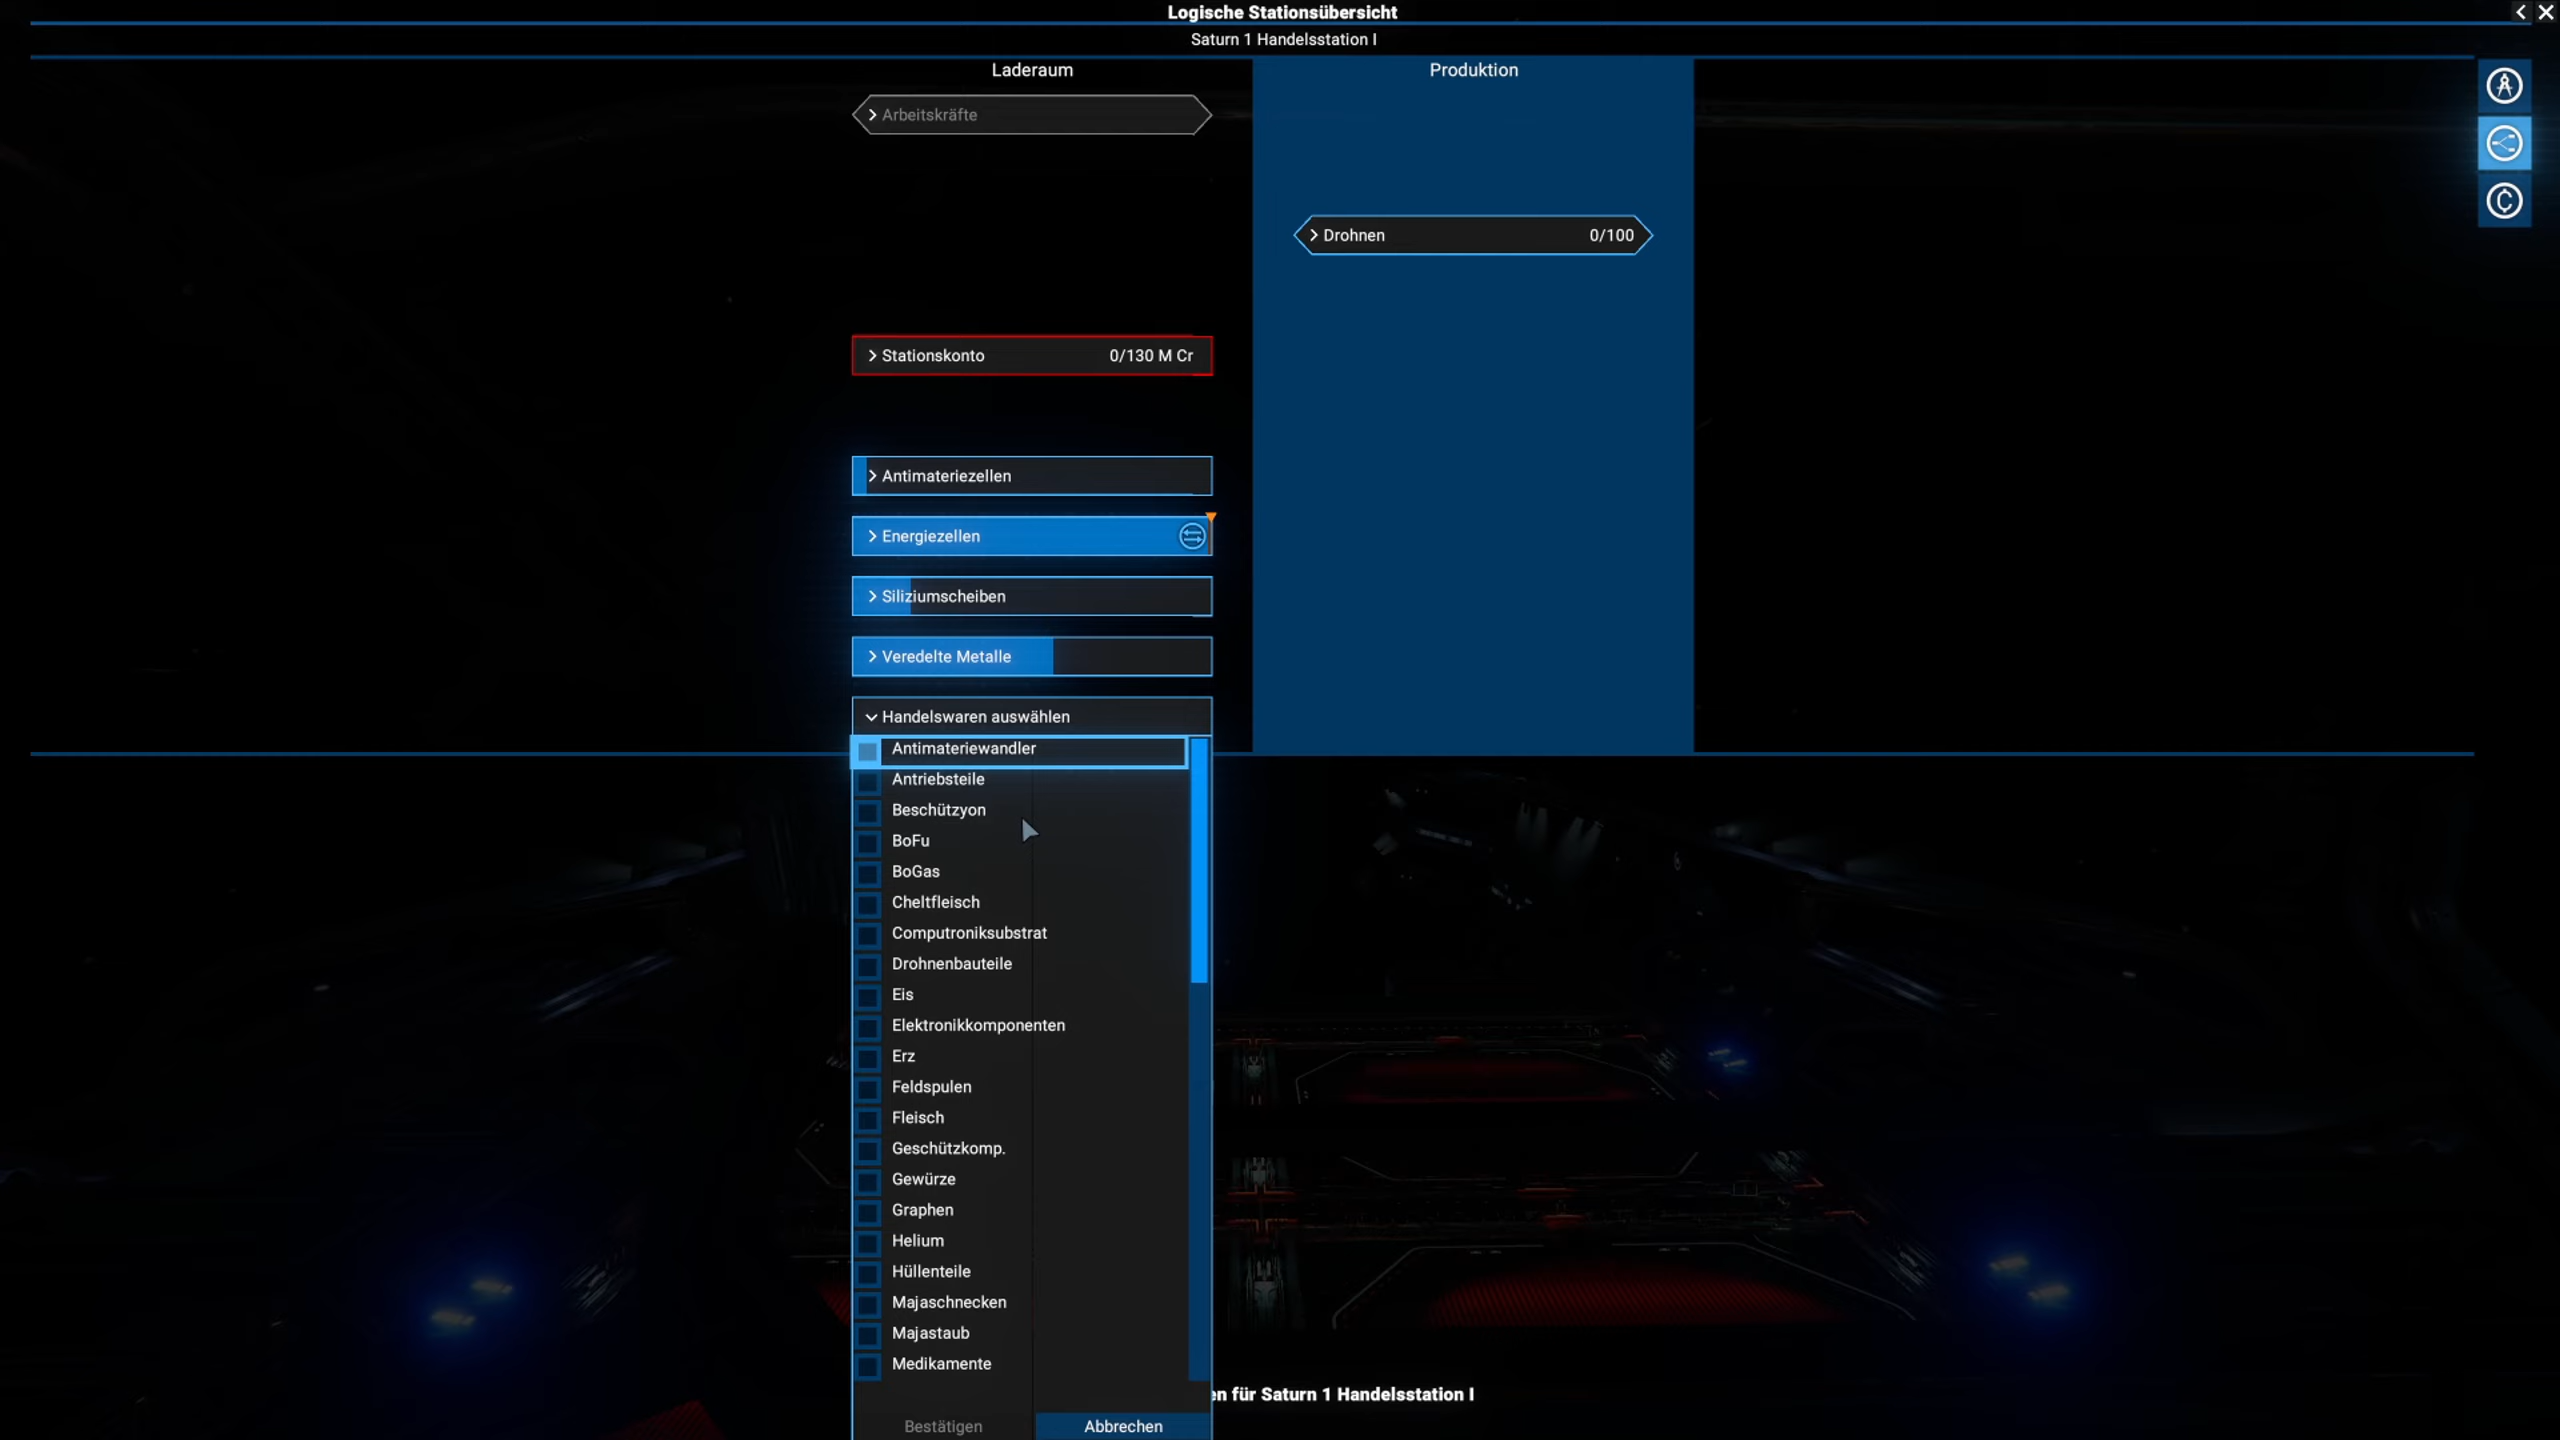 Logische Stationsübersicht
Saturn 1 Handelsstation I
Laderaum
Produktion
Arbeitskräfte
Drohnen 0/100
Stationskonto 0/130 M Cr
Antimateriezellen
Energiezellen
Siliziumscheiben
Veredelte Metalle
Handelswaren auswählen
Antimateriewandler
Antriebsteile
Beschützyon
BoFu
BoGas
Cheltfleisch
Computroniksubstrat
Drohnenbauteile
Eis
Elektronikkomponenten
Erz
Feldspulen
Fleisch
Geschützkomp.
Gewürze
Graphen
Helium
Hüllenteile
Majaschnecken
Majastaub
Medikamente
en für Saturn 1 Handelsstation I
Bestätigen
Abbrechen